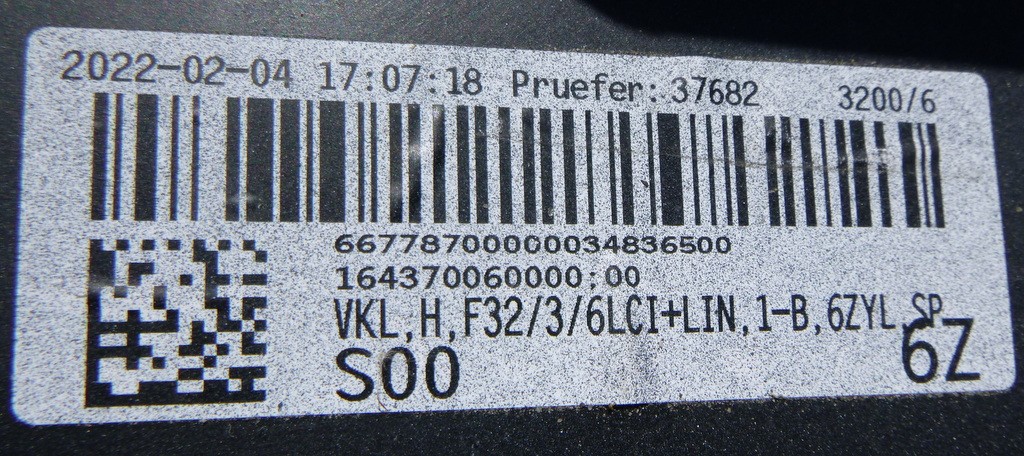 2022-02-04 17:07:18 Pruefer: 37682 3200/6
66778700000034836500
164370060000;00
VKL,H,F32/3/6LCI+LIN,1-B,6ZYL,SP
S00 6Z